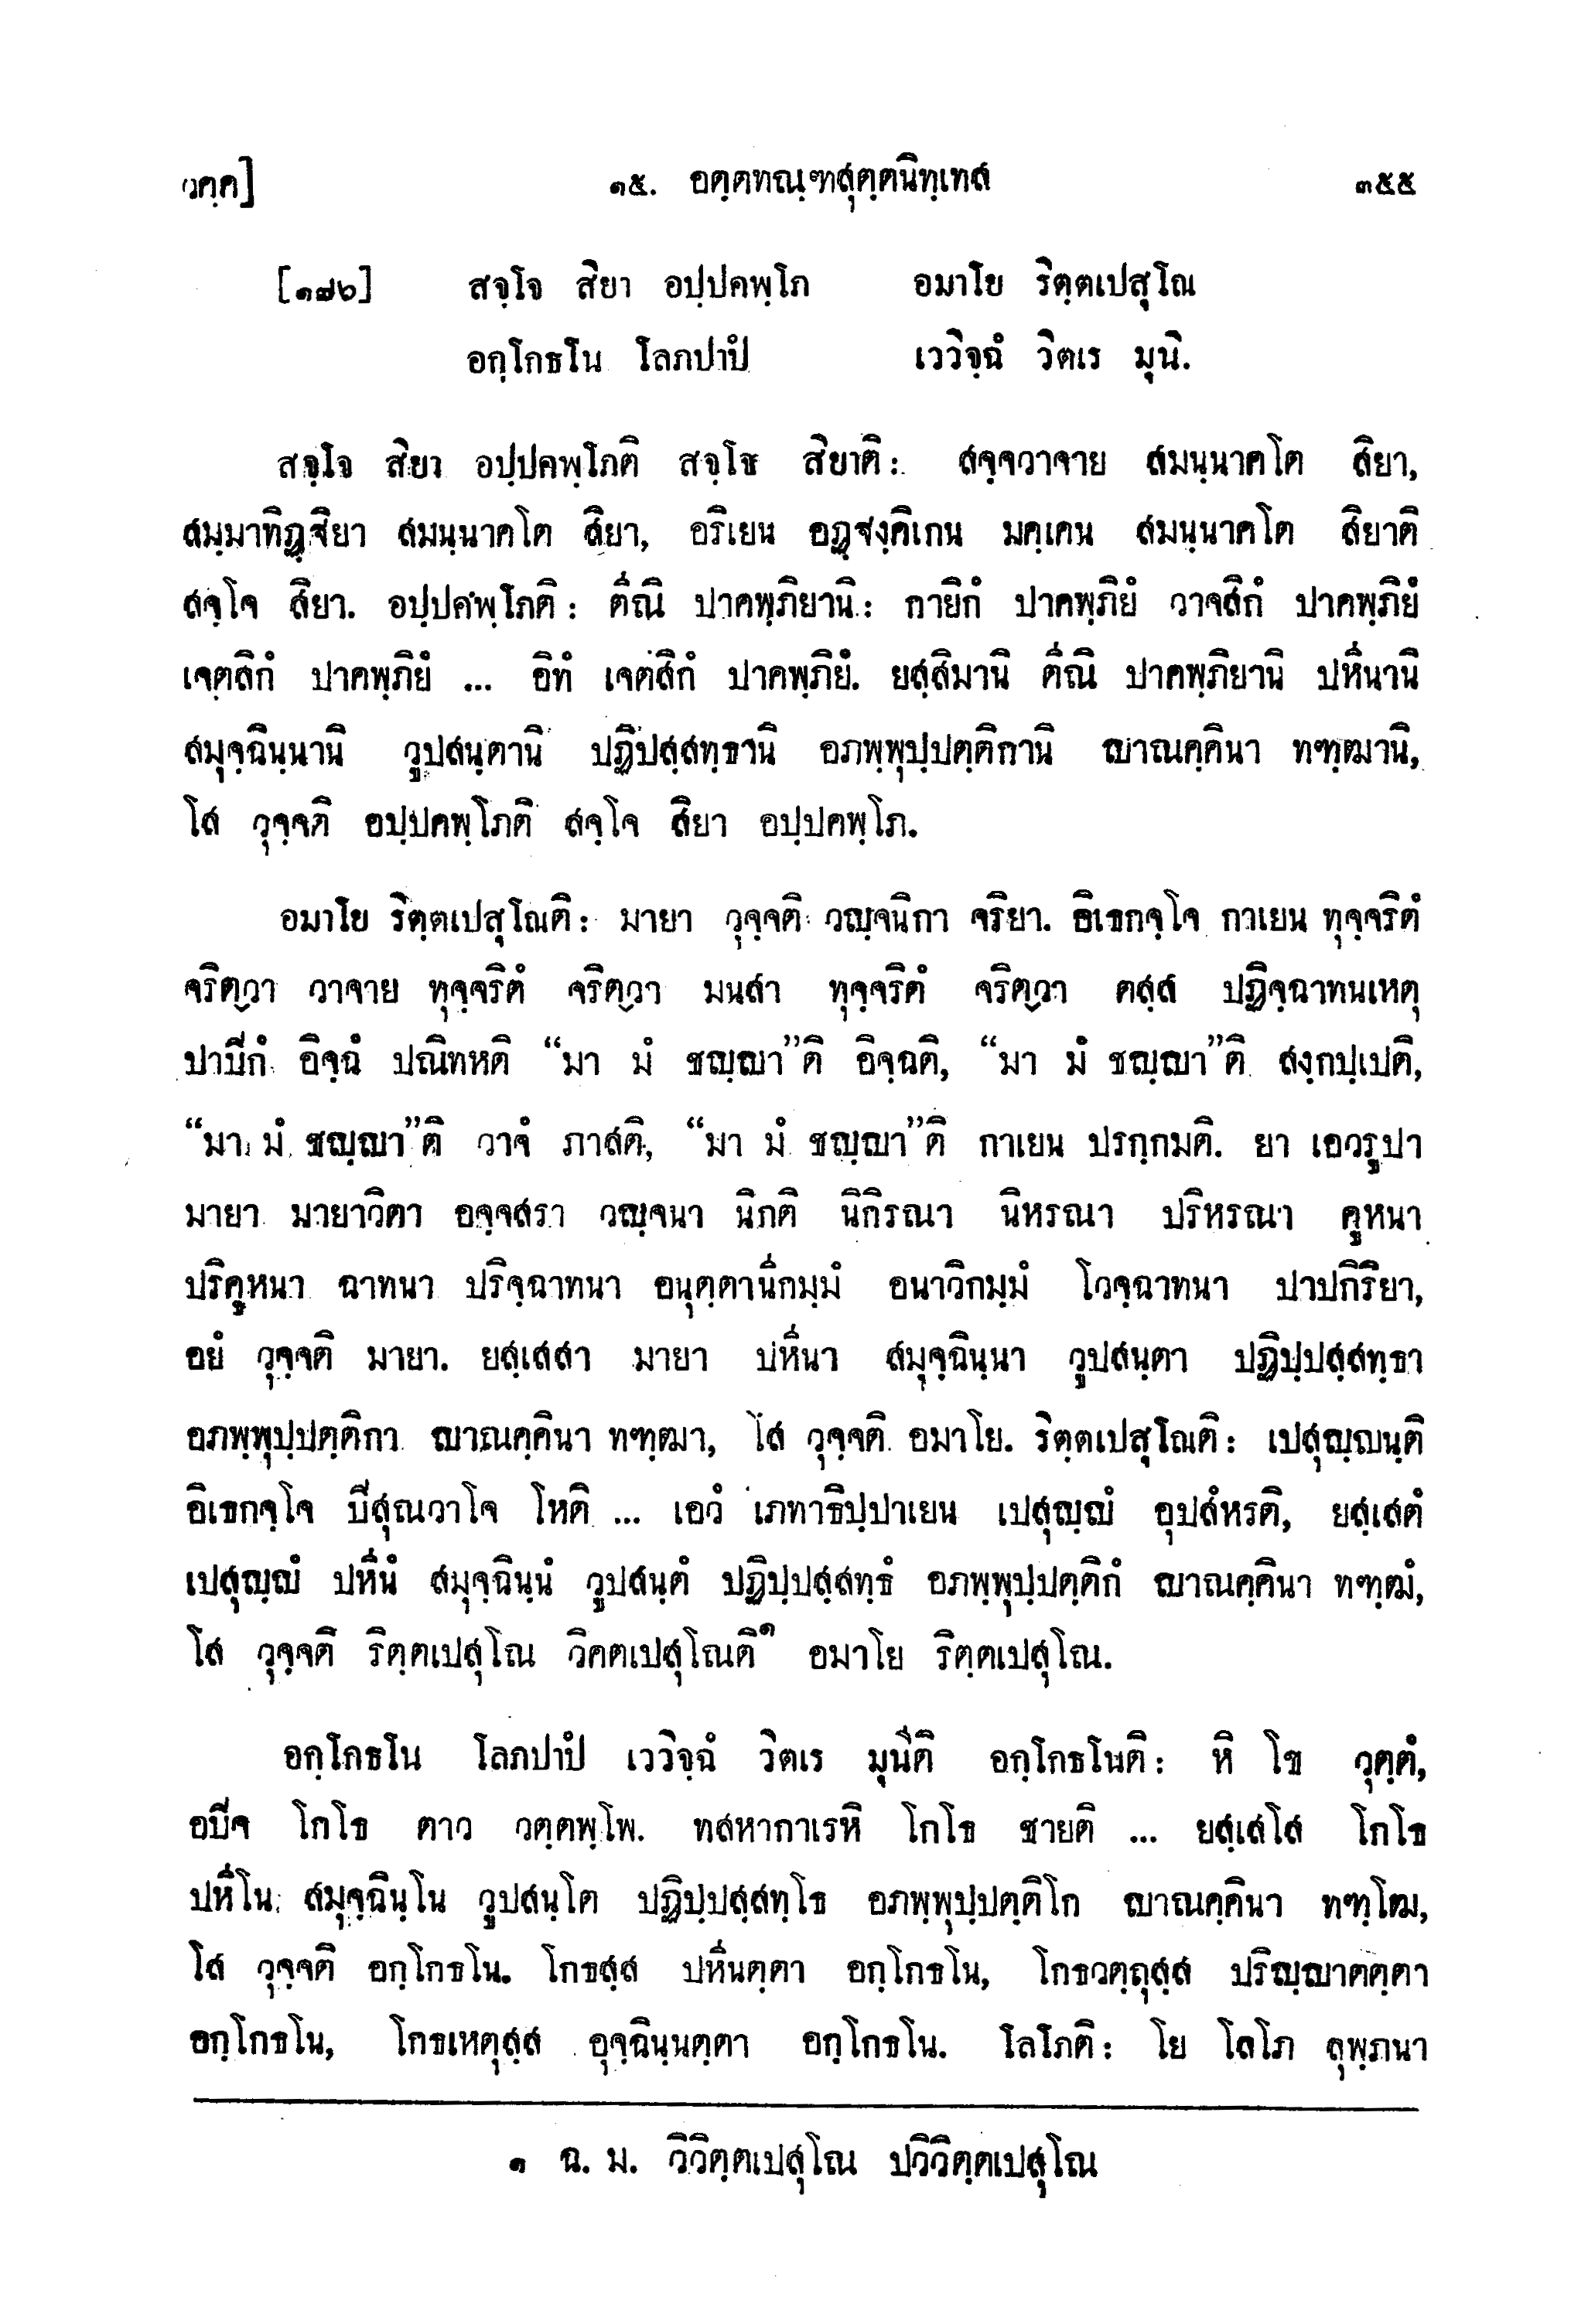 วคฺค]
๑๕. อตฺตทณฺฑสุตฺตนิทฺเทส
๓๕๕
[๑๗๖] สจฺโจ สิยา อปฺปคพฺโภ อมาโย ริตฺตเปสุโณ
อกฺโกธโน โลภปาปํ เววิจฺฉํ วิตเร มุนิ.
สจฺโจ สิยา อปฺปคพฺโภติ สจฺโจ สิยาติ: สจฺจวาจาย สมนฺนาคโต สิยา,
สมฺมาทิฏฺฐิยา สมนฺนาคโต สิยา, อริเยน อฏฺฐงฺคิเกน มคฺเคน สมนฺนาคโต สิยาติ
สจฺโจ สิยา. อปฺปคพฺโภติ: ตีณิ ปาคพฺภิยานิ: กายิกํ ปาคพฺภิยํ วาจสิกํ ปาคพฺภิยํ
เจตสิกํ ปาคพฺภิยํ ... อิทํ เจตสิกํ ปาคพฺภิยํ. ยสฺสิมานิ ตีณิ ปาคพฺภิยานิ ปหีนานิ
สมุจฺฉินฺนานิ วูปสนฺตานิ ปฏิปสฺสทฺธานิ อภพฺพุปฺปตฺติกานิ ญาณคฺคินา ทฑฺฒานิ,
โส วุจฺจติ อปฺปคพฺโภติ สจฺโจ สิยา อปฺปคพฺโภ.
อมาโย ริตฺตเปสุโณติ: มายา วุจฺจติ วญฺจนิกา จริยา. อิเธกจฺโจ กาเยน ทุจฺจริตํ
จริตฺวา วาจาย ทุจฺจริตํ จริตฺวา มนสา ทุจฺจริตํ จริตฺวา ตสฺส ปฏิจฺฉาทนเหตุ
ปาปิกํ อิจฺฉํ ปณิทหติ “มา มํ ชญฺญา”ติ อิจฺฉติ, “มา มํ ชญฺญา”ติ สงฺกปฺเปติ,
“มา มํ ชญฺญา”ติ วาจํ ภาสติ, “มา มํ ชญฺญา”ติ กาเยน ปรกฺกมติ. ยา เอวรูปา
มายา มายาวิตา อจฺจสรา วญฺจนา นิกติ นิกิรณา นิหรณา ปริหรณา คูหนา
ปริคูหนา ฉาทนา ปริจฺฉาทนา อนุตฺตานีกมฺมํ อนาวิกมฺมํ โวจฺฉาทนา ปาปกิริยา,
อยํ วุจฺจติ มายา. ยสฺเสสา มายา ปหีนา สมุจฺฉินฺนา วูปสนฺตา ปฏิปฺปสฺสทฺธา
อภพฺพุปฺปตฺติกา ญาณคฺคินา ทฑฺฒา, โส วุจฺจติ อมาโย. ริตฺตเปสุโณติ: เปสุญฺญนฺติ
อิเธกจฺโจ ปิสุณวาโจ โหติ ... เอวํ เภทาธิปฺปาเยน เปสุญฺญํ อุปสํหรติ, ยสฺเสตํ
เปสุญฺญํ ปหีนํ สมุจฺฉินฺนํ วูปสนฺตํ ปฏิปฺปสฺสทฺธํ อภพฺพุปฺปตฺติกํ ญาณคฺคินา ทฑฺฒํ,
โส วุจฺจติ ริตฺตเปสุโณ วิคตเปสุโณติ๑ อมาโย ริตฺตเปสุโณ.
อกฺโกธโน โลภปาปํ เววิจฺฉํ วิตเร มุนีติ อกฺโกธโนติ: หิ โข วุตฺตํ,
อปิจ โกโธ ตาว วตฺตพฺโพ. ทสหากาเรหิ โกโธ ชายติ ... ยสฺเสโส โกโธ
ปหีโน สมุจฺฉินฺโน วูปสนฺโต ปฏิปฺปสฺสทฺโธ อภพฺพุปฺปตฺติโก ญาณคฺคินา ทฑฺโฒ,
โส วุจฺจติ อกฺโกธโน. โกธสฺส ปหีนตฺตา อกฺโกธโน, โกธวตฺถุสฺส ปริญฺญาตตฺตา
อกฺโกธโน, โกธเหตุสฺส อุจฺฉินฺนตฺตา อกฺโกธโน. โลโภติ: โย โลโภ ลุพฺภนา
๑ ฉ. ม. วิวิตฺตเปสุโณ ปวิวิตฺตเปสุโณ